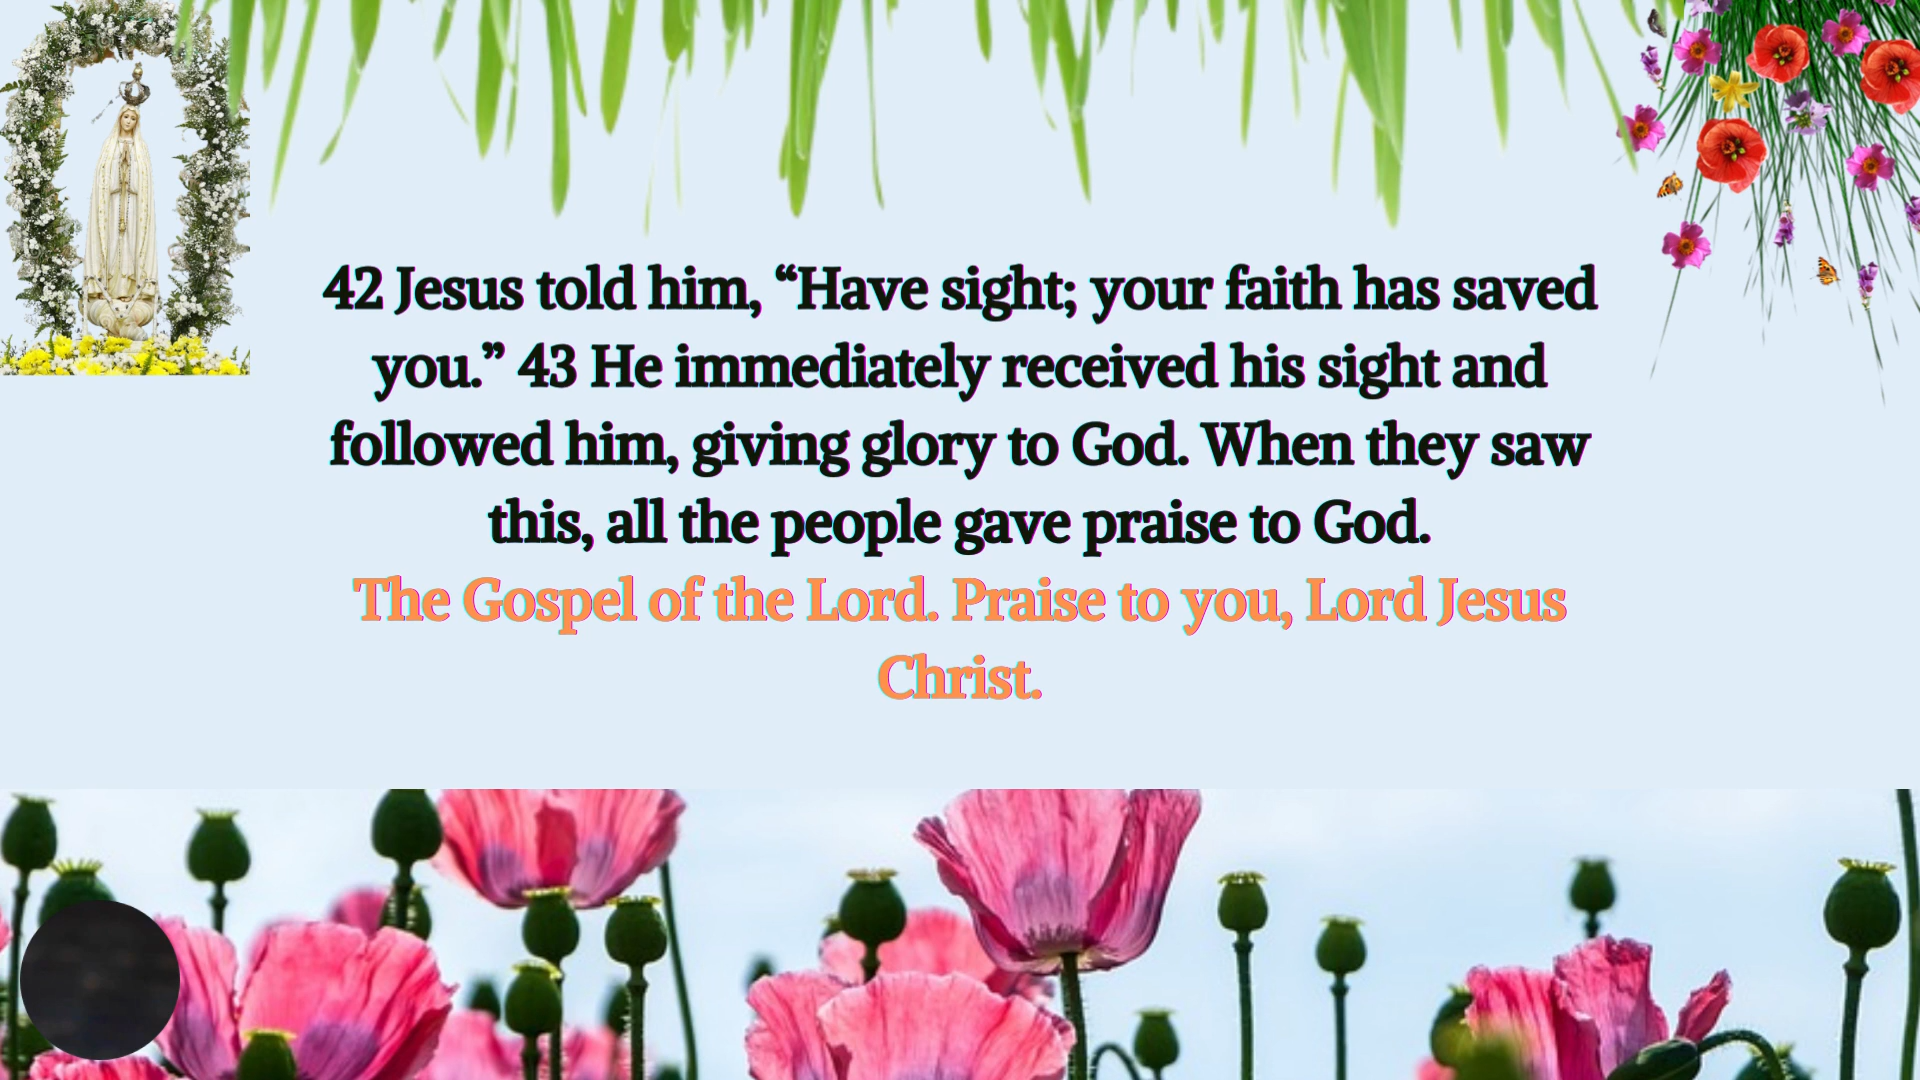 42 Jesus told him, “Have sight; your faith has saved
you.” 43 He immediately received his sight and
followed him, giving glory to God. When they saw
this, all the people gave praise to God.
The Gospel of the Lord. Praise to you, Lord Jesus
Christ.